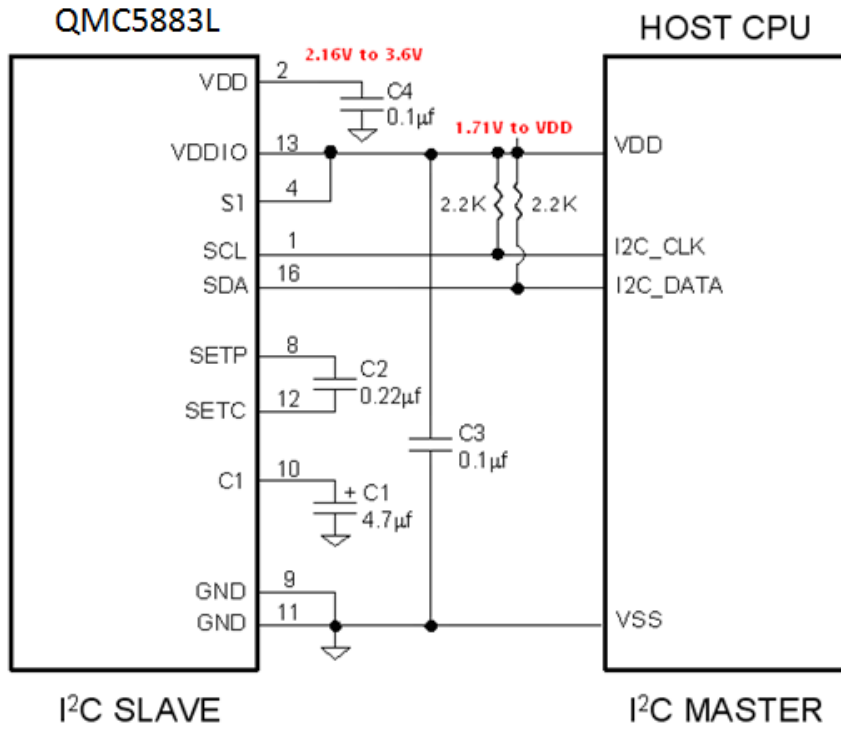 QMC5883L
HOST CPU
VDD
2
2.16V to 3.6V
C4
0.1µf
1.71V to VDD
VDDIO
13
VDD
S1
4
2.2K
2.2K
SCL
1
I2C_CLK
SDA
16
I2C_DATA
SETP
8
C2
0.22µf
SETC
12
C3
0.1µf
C1
10
+ C1
4.7µf
GND
9
GND
11
VSS
I²C SLAVE
I²C MASTER